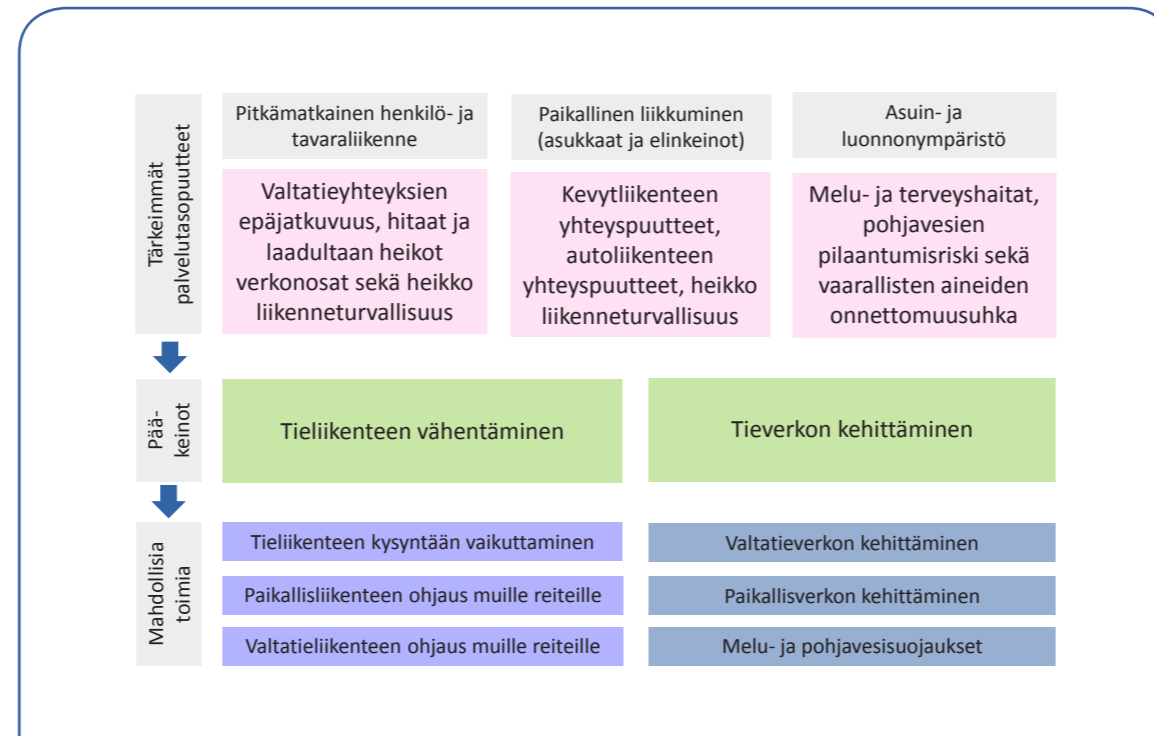 Tärkeimmät
palvelutasopuutteet
Pitkämatkainen henkilö- ja
tavaraliikenne
Paikallinen liikkuminen
(asukkaat ja elinkeinot)
Asuin- ja
luonnonympäristö
Valtatieyhteyksien
epäjatkuvuus, hitaat ja
laadultaan heikot
verkonosat sekä heikko
liikenneturvallisuus
Kevytliikenteen
yhteyspuutteet,
autoliikenteen
yhteyspuutteet, heikko
liikenneturvallisuus
Melu- ja terveyshaitat,
pohjavesien
pilaantumisriski sekä
vaarallisten aineiden
onnettomuusuhka
Pää-
keinot
Tieliikenteen vähentäminen
Tieverkon kehittäminen
Mahdollisia
toimia
Tieliikenteen kysyntään vaikuttaminen
Valtatieverkon kehittäminen
Paikallisliikenteen ohjaus muille reiteille
Paikallisverkon kehittäminen
Valtatieliikenteen ohjaus muille reiteille
Melu- ja pohjavesisuojaukset